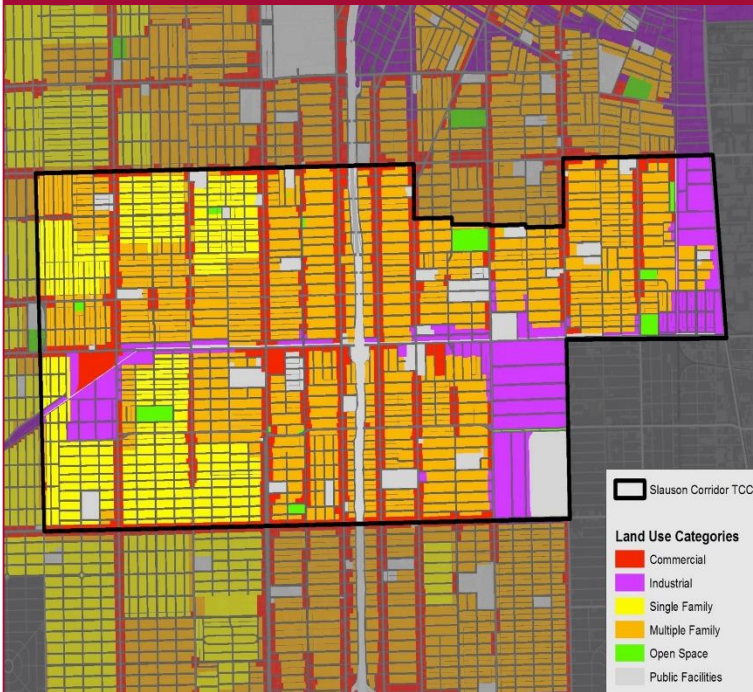 Slauson Corridor TCC
Land Use Categories
Commercial
Industrial
Single Family
Multiple Family
Open Space
Public Facilities